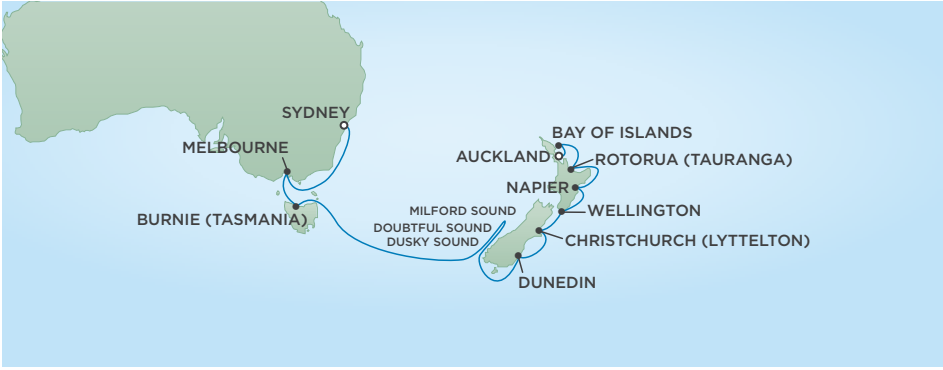 SYDNEY
MELBOURNE
BURNIE (TASMANIA)
MILFORD SOUND
DOUBTFUL SOUND
DUSKY SOUND
BAY OF ISLANDS
AUCKLAND
ROTORUA (TAURANGA)
NAPIER
WELLINGTON
CHRISTCHURCH (LYTTELTON)
DUNEDIN